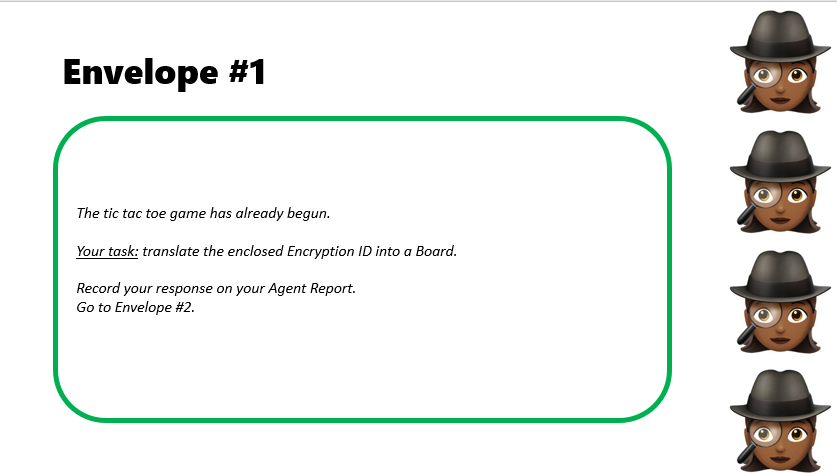 Envelope #1
The tic tac toe game has already begun.
Your task: translate the enclosed Encryption ID into a Board.
Record your response on your Agent Report.
Go to Envelope #2.